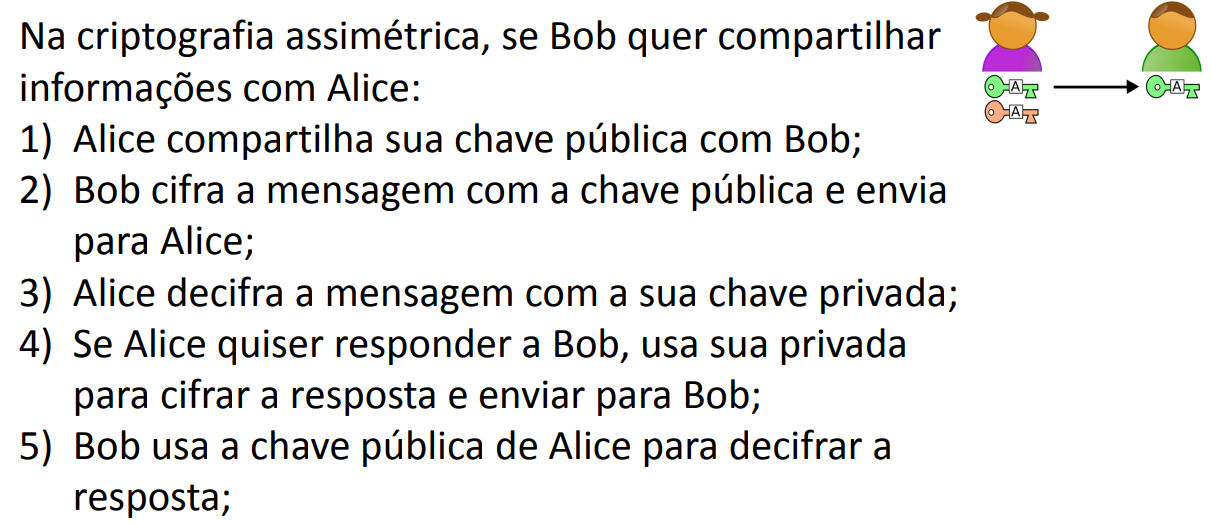 Na criptografia assimétrica, se Bob quer compartilhar
informações com Alice:
1) Alice compartilha sua chave pública com Bob;
2) Bob cifra a mensagem com a chave pública e envia
para Alice;
3) Alice decifra a mensagem com a sua chave privada;
4) Se Alice quiser responder a Bob, usa sua privada
para cifrar a resposta e enviar para Bob;
5) Bob usa a chave pública de Alice para decifrar a
resposta;
A A
A